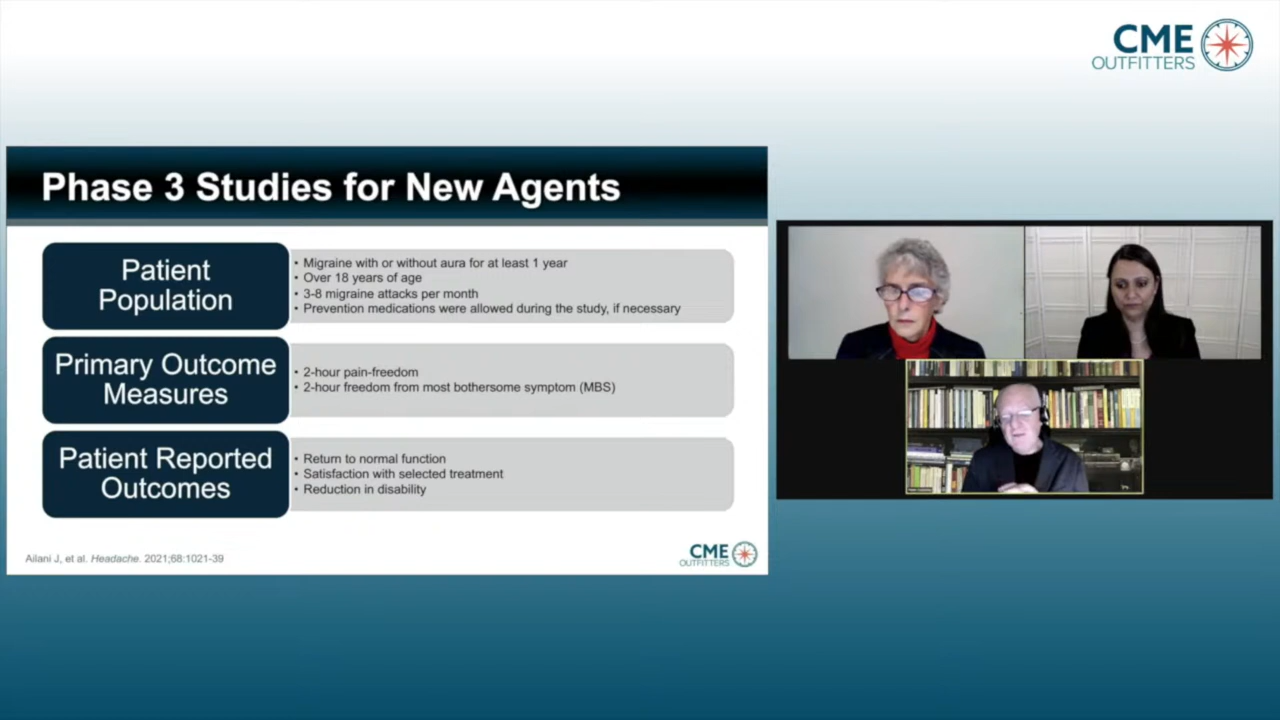 CME
OUTFITTERS
Phase 3 Studies for New Agents
Patient
Population
• Migraine with or without aura for at least 1 year
• Over 18 years of age
• 3-8 migraine attacks per month
• Prevention medications were allowed during the study, if necessary
Primary Outcome
Measures
• 2-hour pain-freedom
• 2-hour freedom from most bothersome symptom (MBS)
Patient Reported
Outcomes
• Return to normal function
• Satisfaction with selected treatment
• Reduction in disability
Ailani J, et al. Headache. 2021;68:1021-39
CME
OUTFITTERS